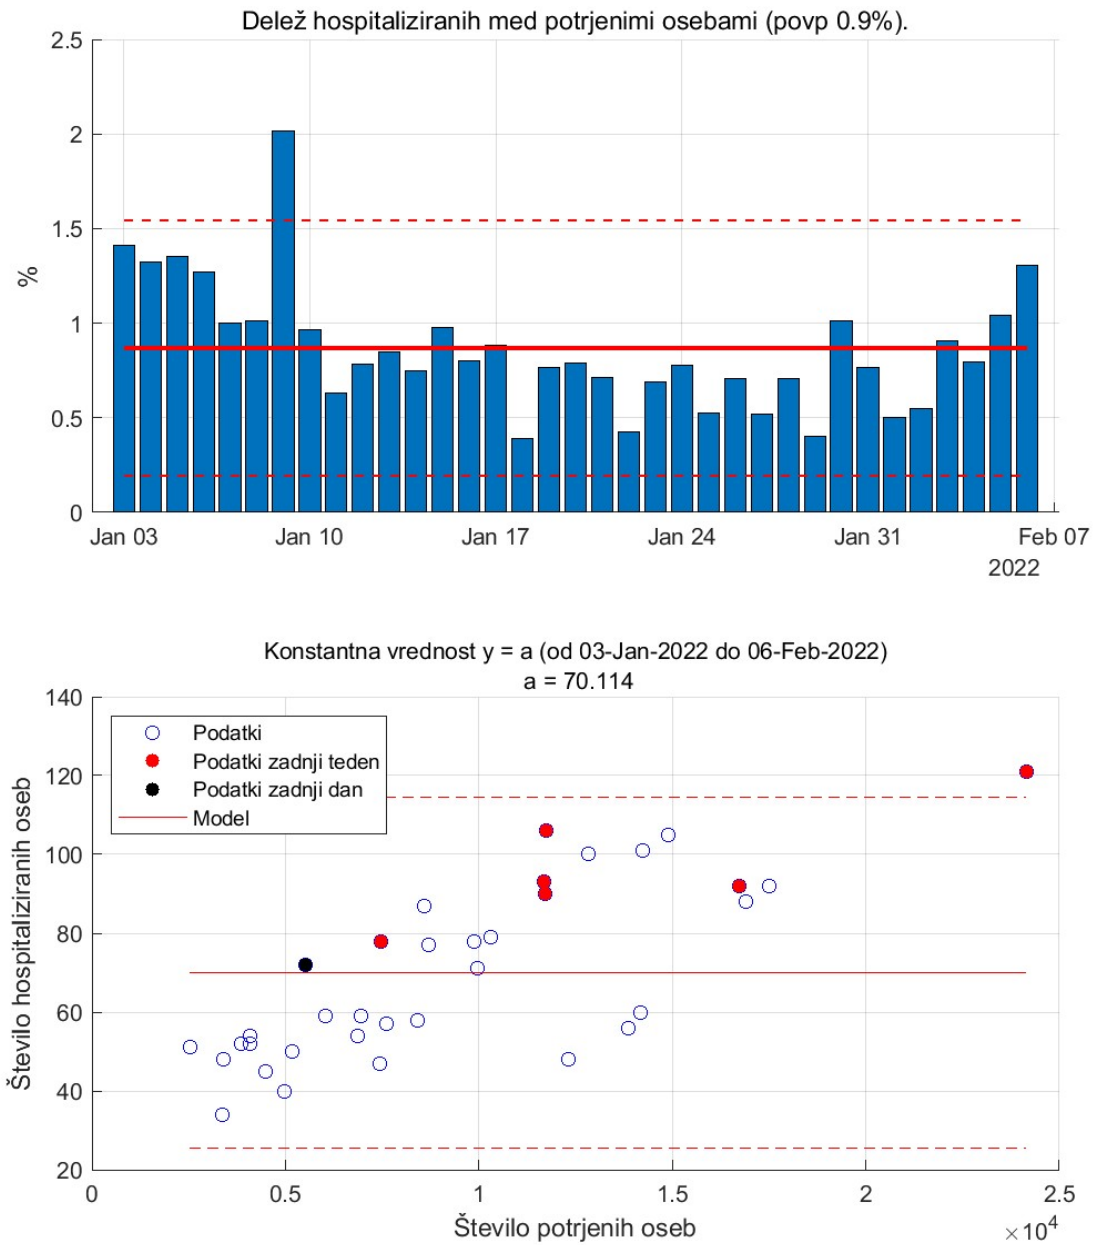 Delež hospitaliziranih med potrjenimi osebami (povp 0.9%).
2.5
2
1.5
1
0.5
0
%
Jan 03 Jan 10 Jan 17 Jan 24 Jan 31 Feb 07
2022
Konstantna vrednost y = a (od 03-Jan-2022 do 06-Feb-2022)
a = 70.114
140
120
100
80
60
40
20
Število hospitaliziranih oseb
Podatki
Podatki zadnji teden
Podatki zadnji dan
Model
0 0.5 1 1.5 2 2.5
Število potrjenih oseb
×10⁴